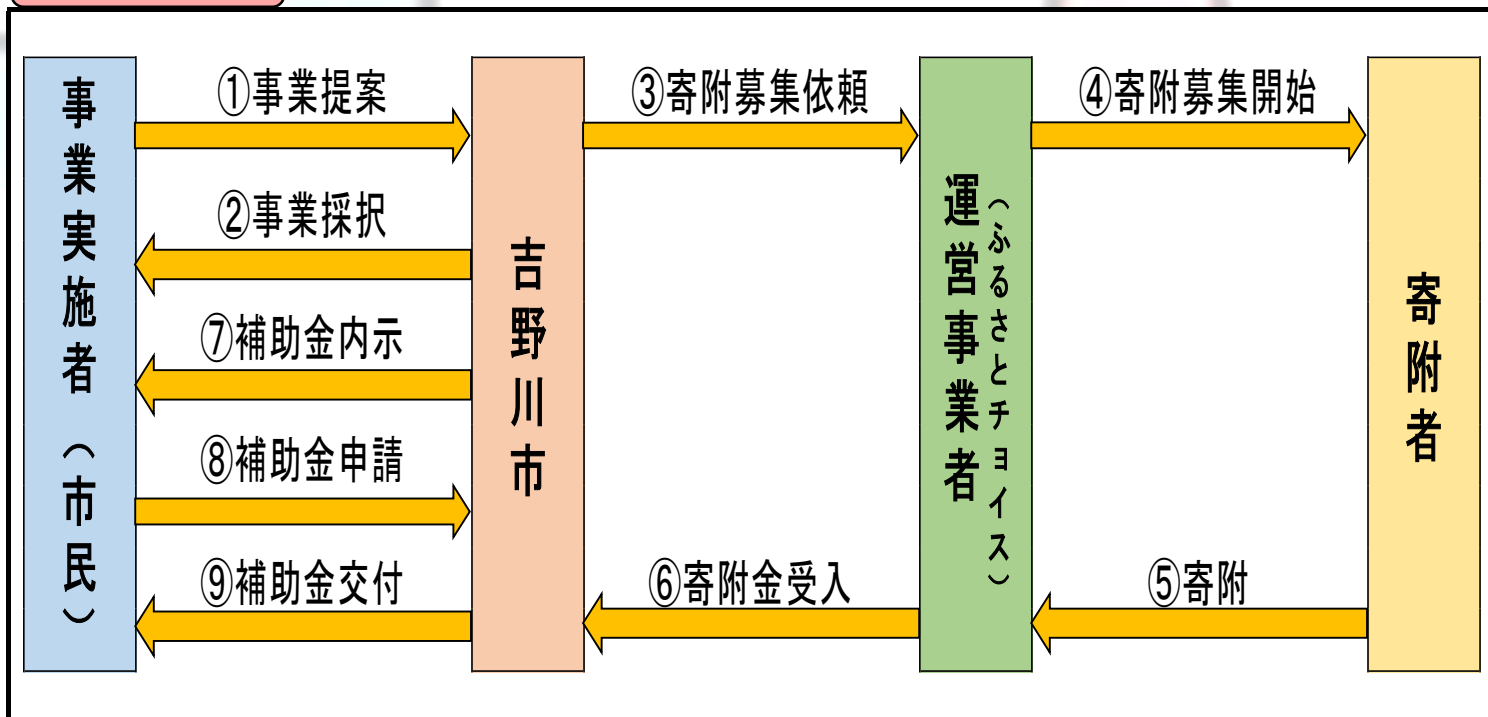 事業実施者（市民）
①事業提案
②事業採択
⑦補助金内示
⑧補助金申請
⑨補助金交付
吉野川市
③寄附募集依頼
⑥寄附金受入
運営事業者
（ふるさとチョイス）
④寄附募集開始
⑤寄附
寄附者